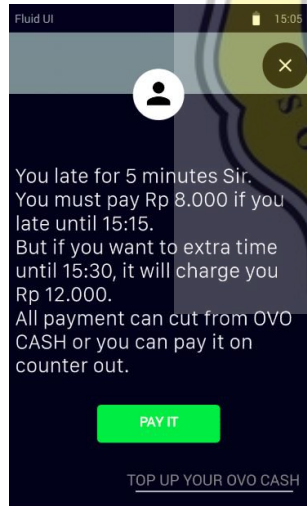 Fluid UI 15:05
You late for 5 minutes Sir.
You must pay Rp 8.000 if you
late until 15:15.
But if you want to extra time
until 15:30, it will charge you
Rp 12.000.
All payment can cut from OVO
CASH or you can pay it on
counter out.
PAY IT
TOP UP YOUR OVO CASH